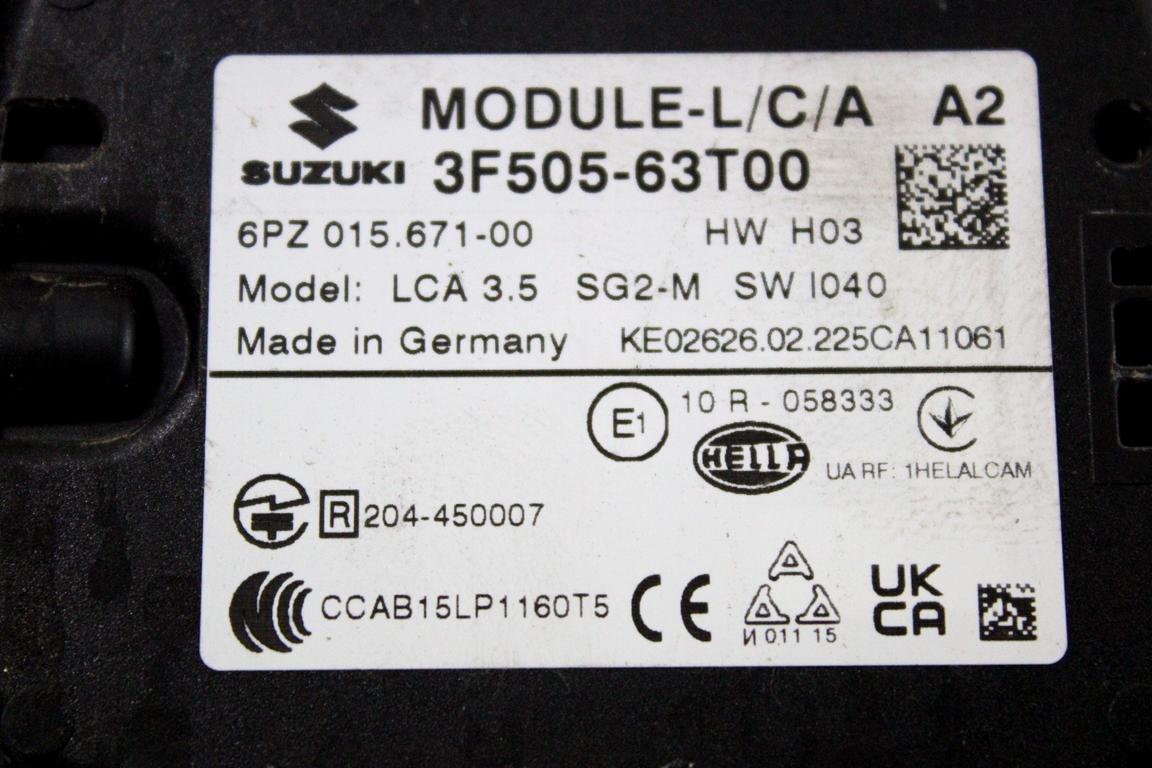 MODULE-L/C/A A2
SUZUKI 3F505-63T00
6PZ 015.671-00 HW H03
Model: LCA 3.5 SG2-M SW I040
Made in Germany KE02626.02.225CA11061
E1 10 R - 058333
HELLA UA RF: 1HELALCAM
R 204-450007
CCAB15LP1160T5 CE
И 011 15
UK
CA